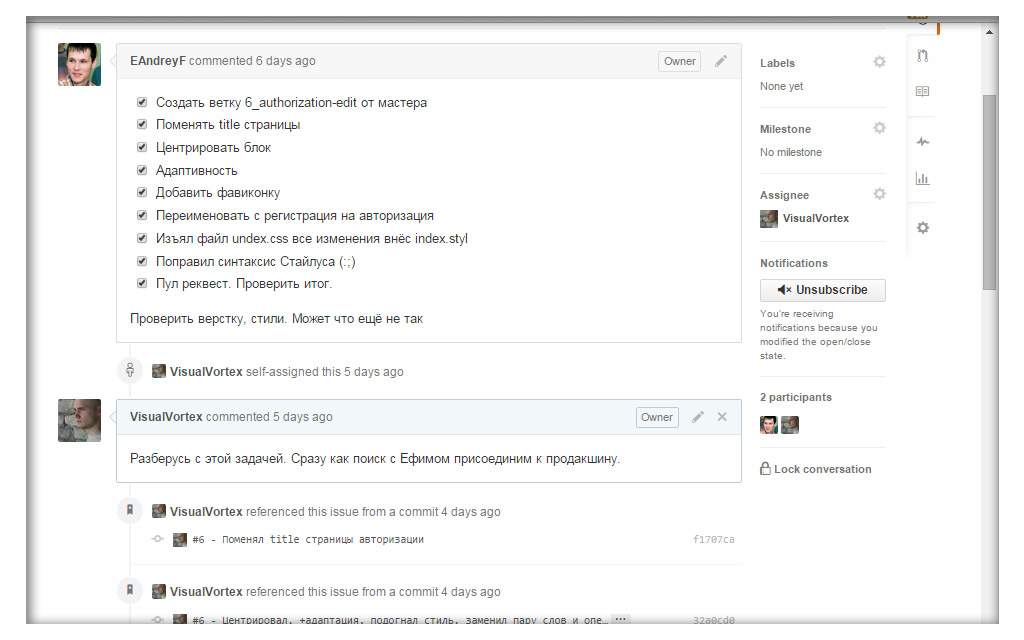 EAndreyF commented 6 days ago
Owner
Создать ветку 6_authorization-edit от мастера
Поменять title страницы
Центрировать блок
Адаптивность
Добавить фавиконку
Переименовать с регистрация на авторизация
Изъял файл undex.css все изменения внёс index.styl
Поправил синтаксис Стайлуса (:;)
Пул реквест. Проверить итог.
Проверить верстку, стили. Может что ещё не так
VisualVortex self-assigned this 5 days ago
VisualVortex commented 5 days ago
Owner
Разберусь с этой задачей. Сразу как поиск с Ефимом присоединим к продакшину.
VisualVortex referenced this issue from a commit 4 days ago
#6 - Поменял title страницы авторизации
f1707ca
VisualVortex referenced this issue from a commit 4 days ago
#6 - Центрировал, +адаптация, подогнал стиль, заменил пару слов и опе… ...
32a0cd0
Labels
None yet
Milestone
No milestone
Assignee
VisualVortex
Notifications
Unsubscribe
You're receiving
notifications because you
modified the open/close
state.
2 participants
Lock conversation